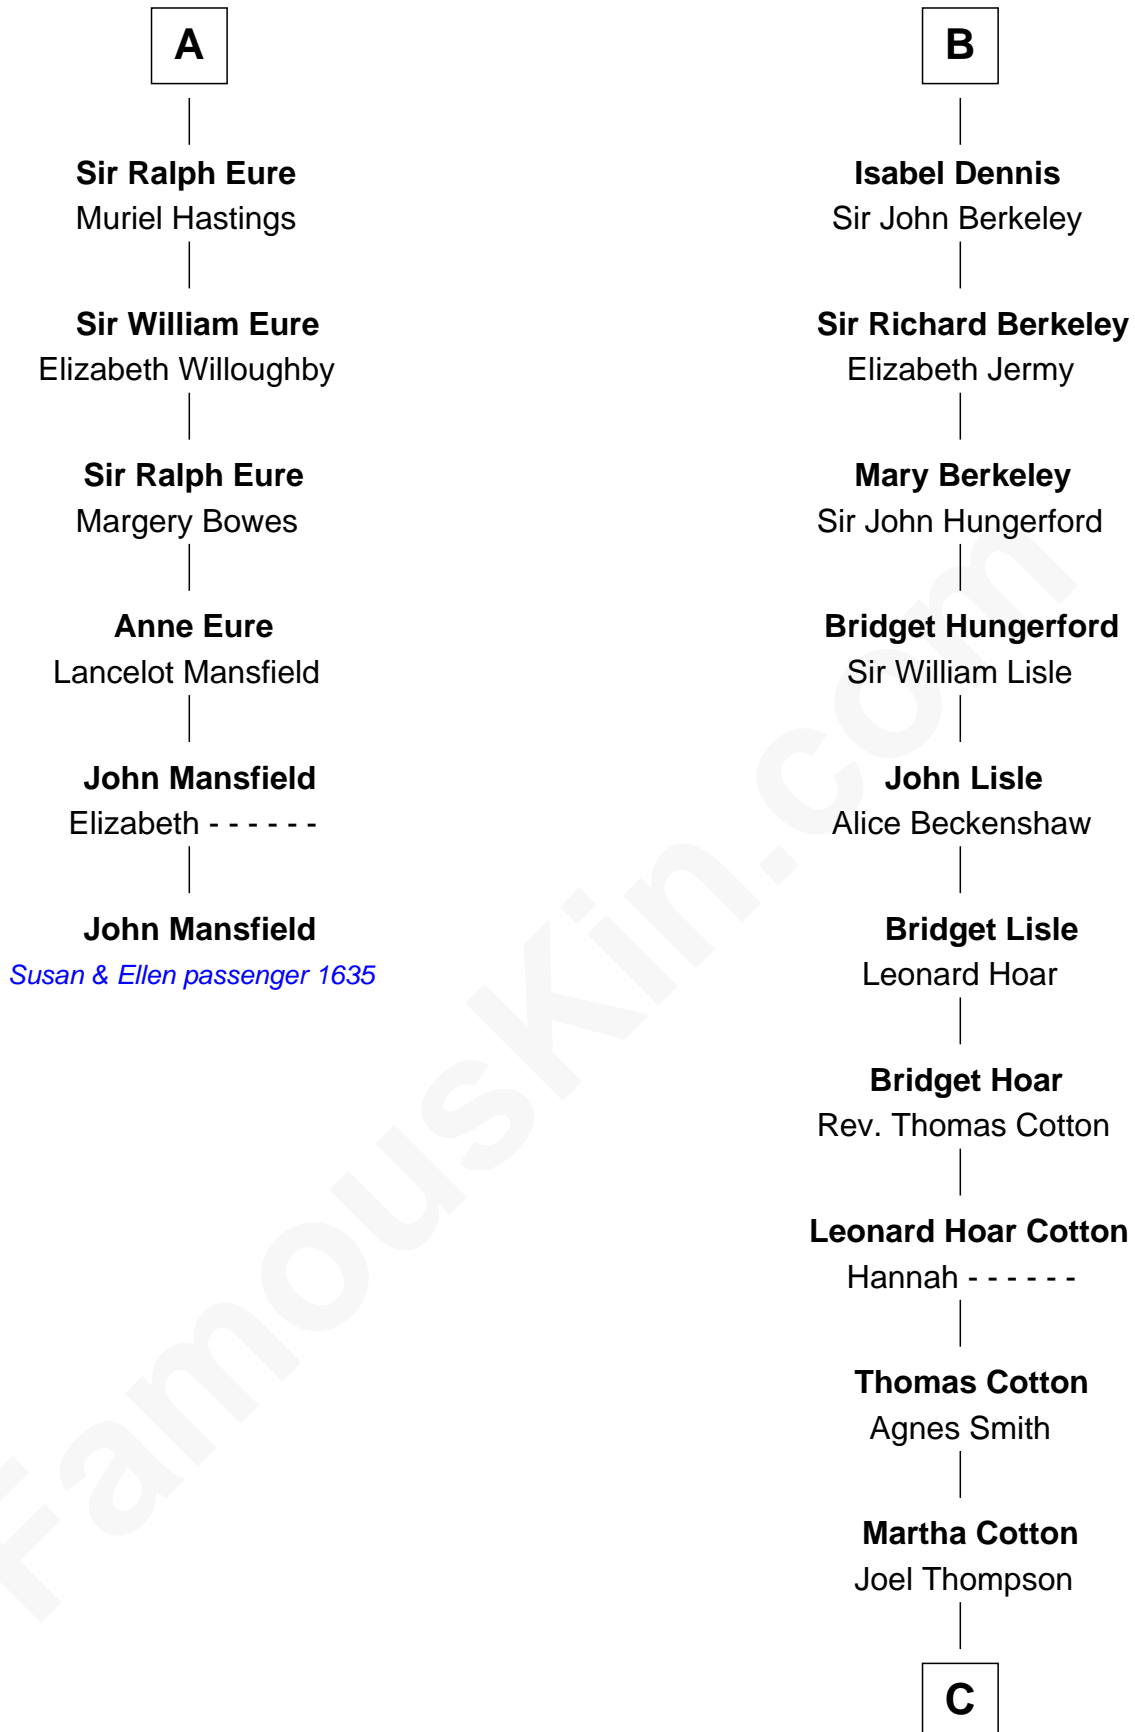 A
Sir Ralph Eure
Muriel Hastings
Sir William Eure
Elizabeth Willoughby
Sir Ralph Eure
Margery Bowes
Anne Eure
Lancelot Mansfield
John Mansfield
Elizabeth - - - - - -
John Mansfield
Susan & Ellen passenger 1635
B
Isabel Dennis
Sir John Berkeley
Sir Richard Berkeley
Elizabeth Jermy
Mary Berkeley
Sir John Hungerford
Bridget Hungerford
Sir William Lisle
John Lisle
Alice Beckenshaw
Bridget Lisle
Leonard Hoar
Bridget Hoar
Rev. Thomas Cotton
Leonard Hoar Cotton
Hannah - - - - - -
Thomas Cotton
Agnes Smith
Martha Cotton
Joel Thompson
C
FamousKin.com